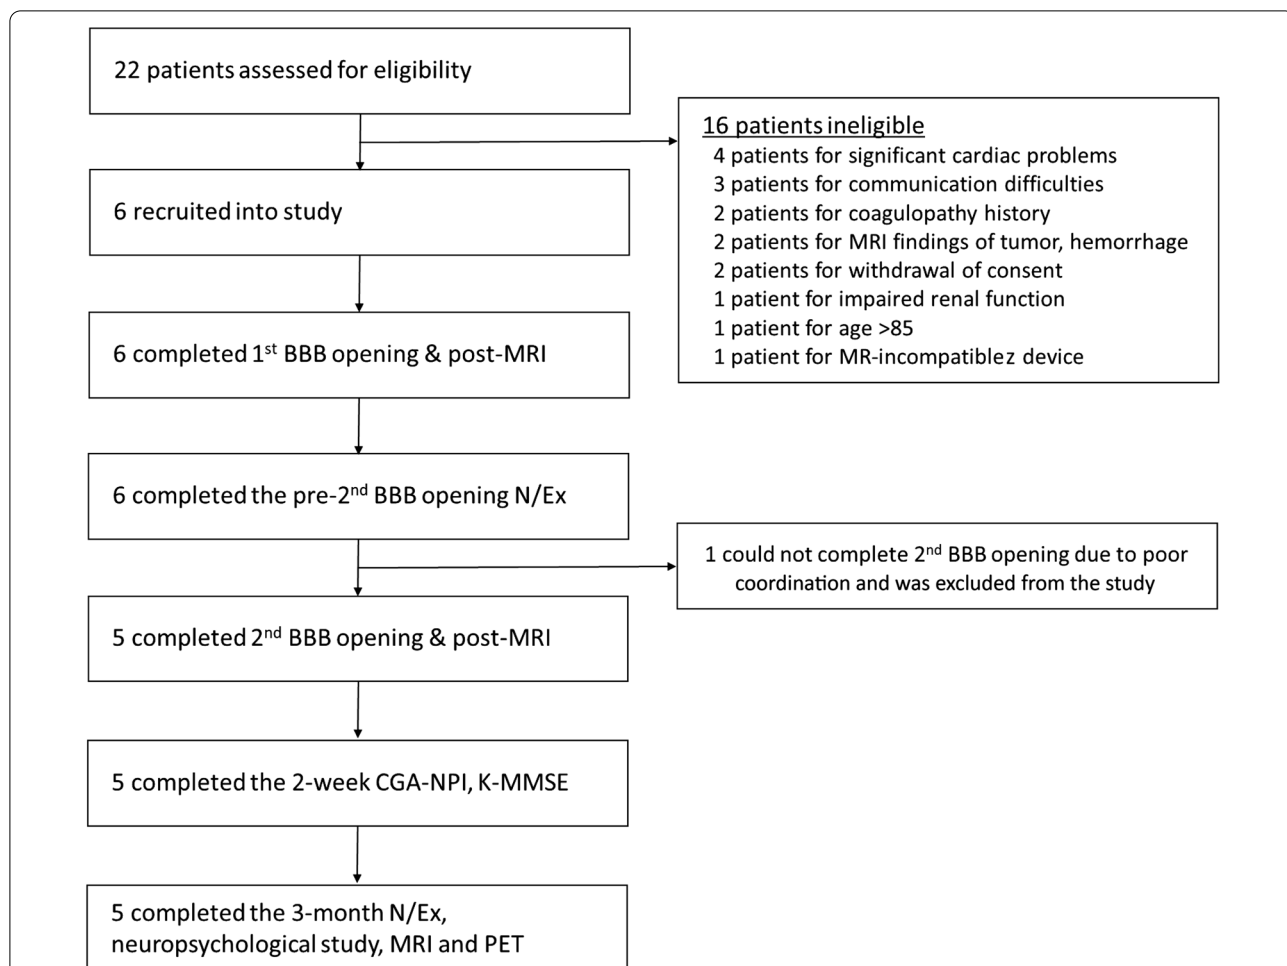 22 patients assessed for eligibility
16 patients ineligible
4 patients for significant cardiac problems
3 patients for communication difficulties
2 patients for coagulopathy history
2 patients for MRI findings of tumor, hemorrhage
2 patients for withdrawal of consent
1 patient for impaired renal function
1 patient for age >85
1 patient for MR-incompatiblez device
6 recruited into study
6 completed 1st BBB opening & post-MRI
6 completed the pre-2nd BBB opening N/Ex
1 could not complete 2nd BBB opening due to poor
coordination and was excluded from the study
5 completed 2nd BBB opening & post-MRI
5 completed the 2-week CGA-NPI, K-MMSE
5 completed the 3-month N/Ex,
neuropsychological study, MRI and PET